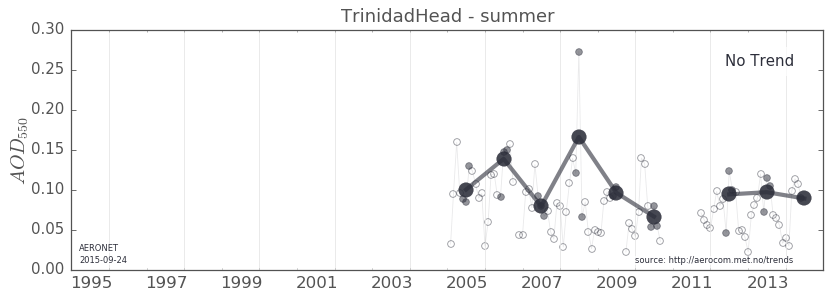 TrinidadHead - summer
0.30
0.25
0.20
0.15
0.10
0.05
0.00
AOD550
No Trend
AERONET
2015-09-24
source: http://aerocom.met.no/trends
1995 1997 1999 2001 2003 2005 2007 2009 2011 2013